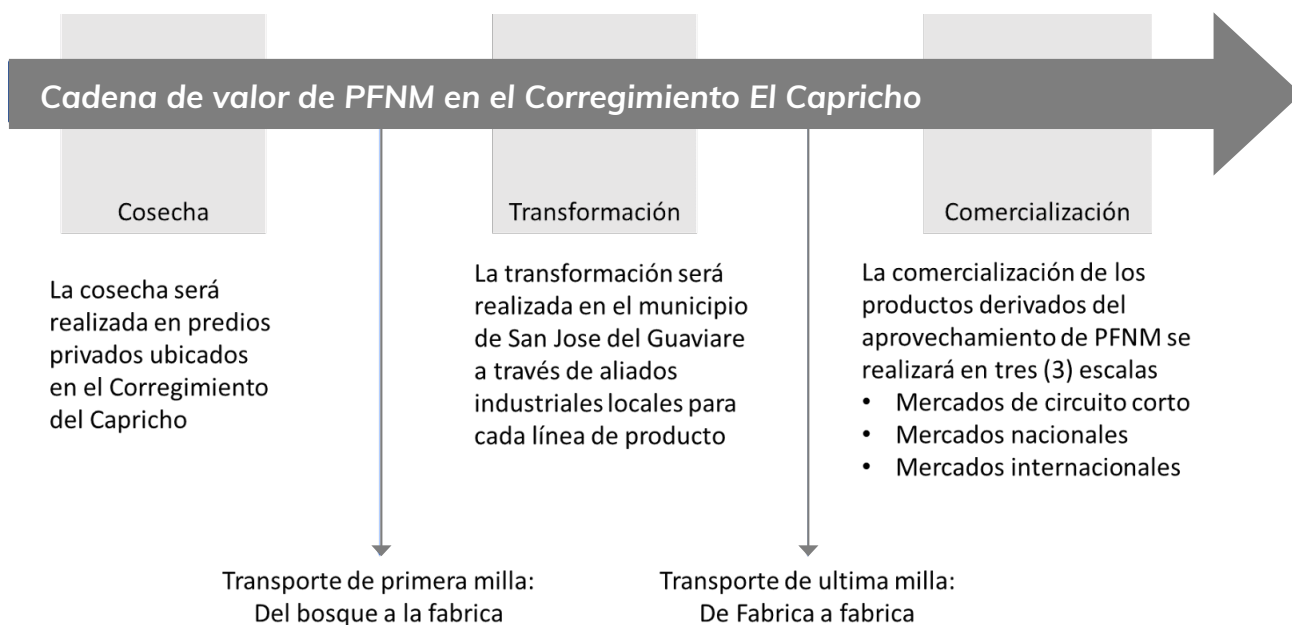 Cadena de valor de PFNM en el Corregimiento El Capricho
Cosecha
La cosecha será
realizada en predios
privados ubicados
en el Corregimiento
del Capricho
Transformación
La transformación será
realizada en el municipio
de San Jose del Guaviare
a través de aliados
industriales locales para
cada línea de producto
Comercialización
La comercialización de los
productos derivados del
aprovechamiento de PFNM se
realizará en tres (3) escalas
• Mercados de circuito corto
• Mercados nacionales
• Mercados internacionales
Transporte de primera milla:
Del bosque a la fabrica
Transporte de ultima milla:
De Fabrica a fabrica